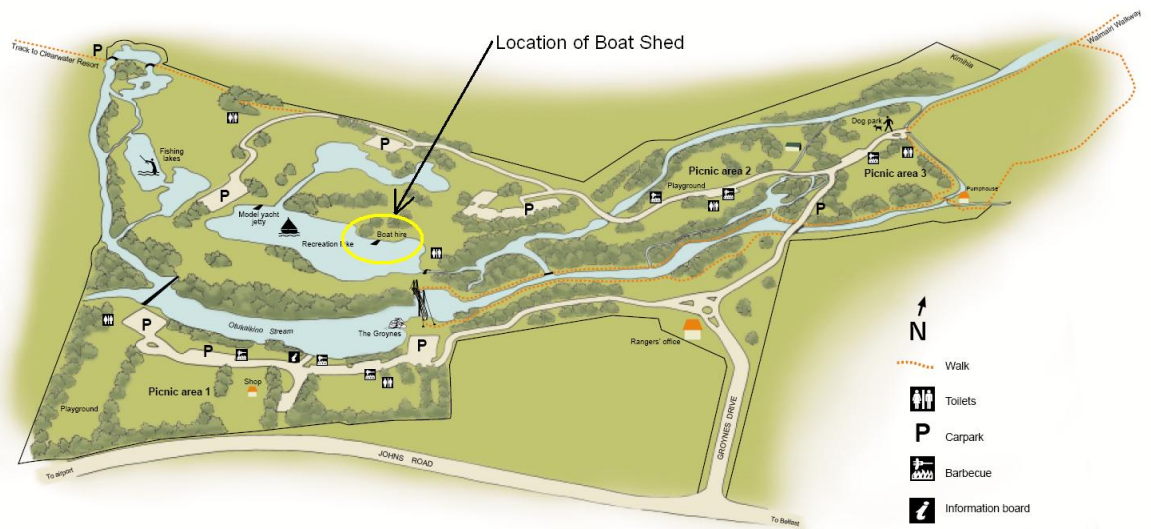 Location of Boat Shed
Track to Clearwater Resort
P
Waimairi Walkway
Kimihia
Dog park
Fishing
lakes
P
Picnic area 2
Playground
Picnic area 3
P
Model yacht
jetty
P
Pumphouse
P
Boat hire
Recreation lake
Otukaikino Stream
The Groynes
P
P
P
Rangers' office
N
Picnic area 1
Shop
Playground
Walk
Toilets
P
Carpark
Barbecue
i
Information board
GROYNES DRIVE
JOHNS ROAD
To airport
To Belfast